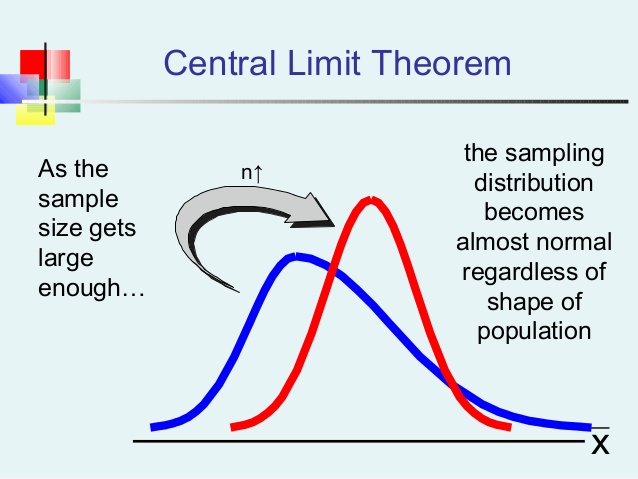 Central Limit Theorem
As the
sample
size gets
large
enough…
n↑
the sampling
distribution
becomes
almost normal
regardless of
shape of
population
x̅